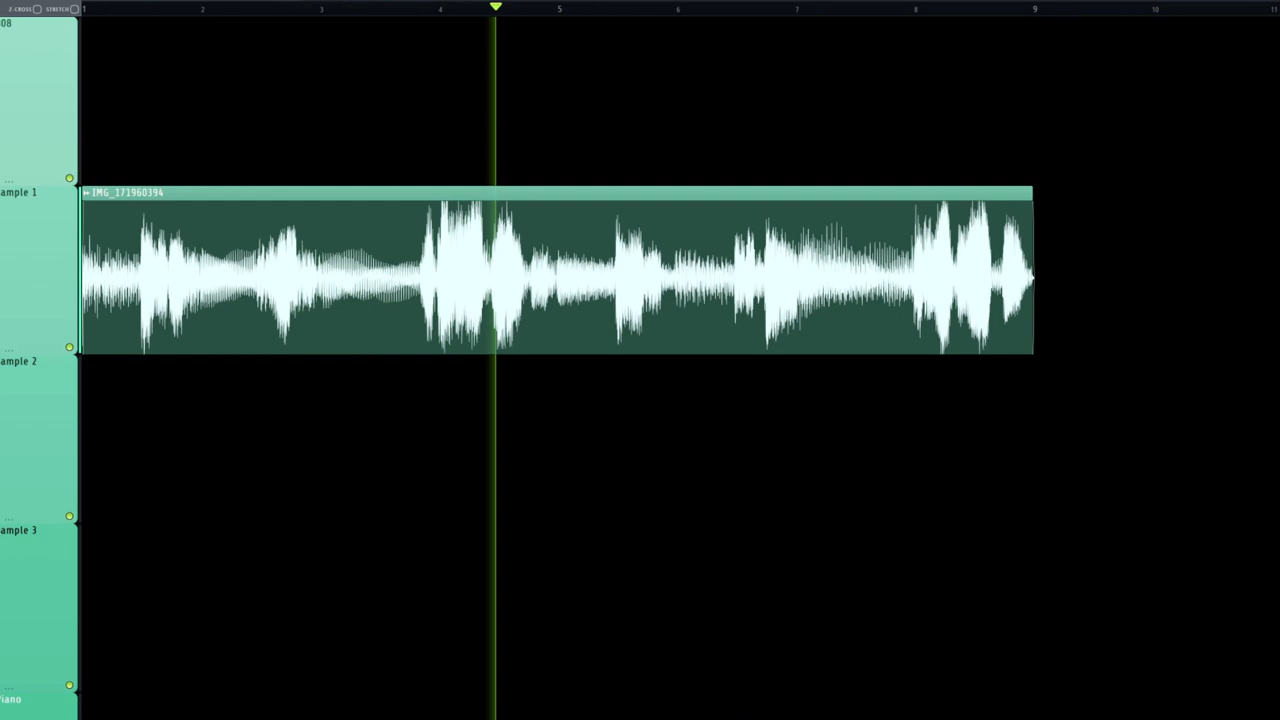 Z-CROSS STRETCH 1 2 3 4 5 6 7 8 9 10 11
08
...
ample 1
IMG_171960394
...
ample 2
...
ample 3
...
iano